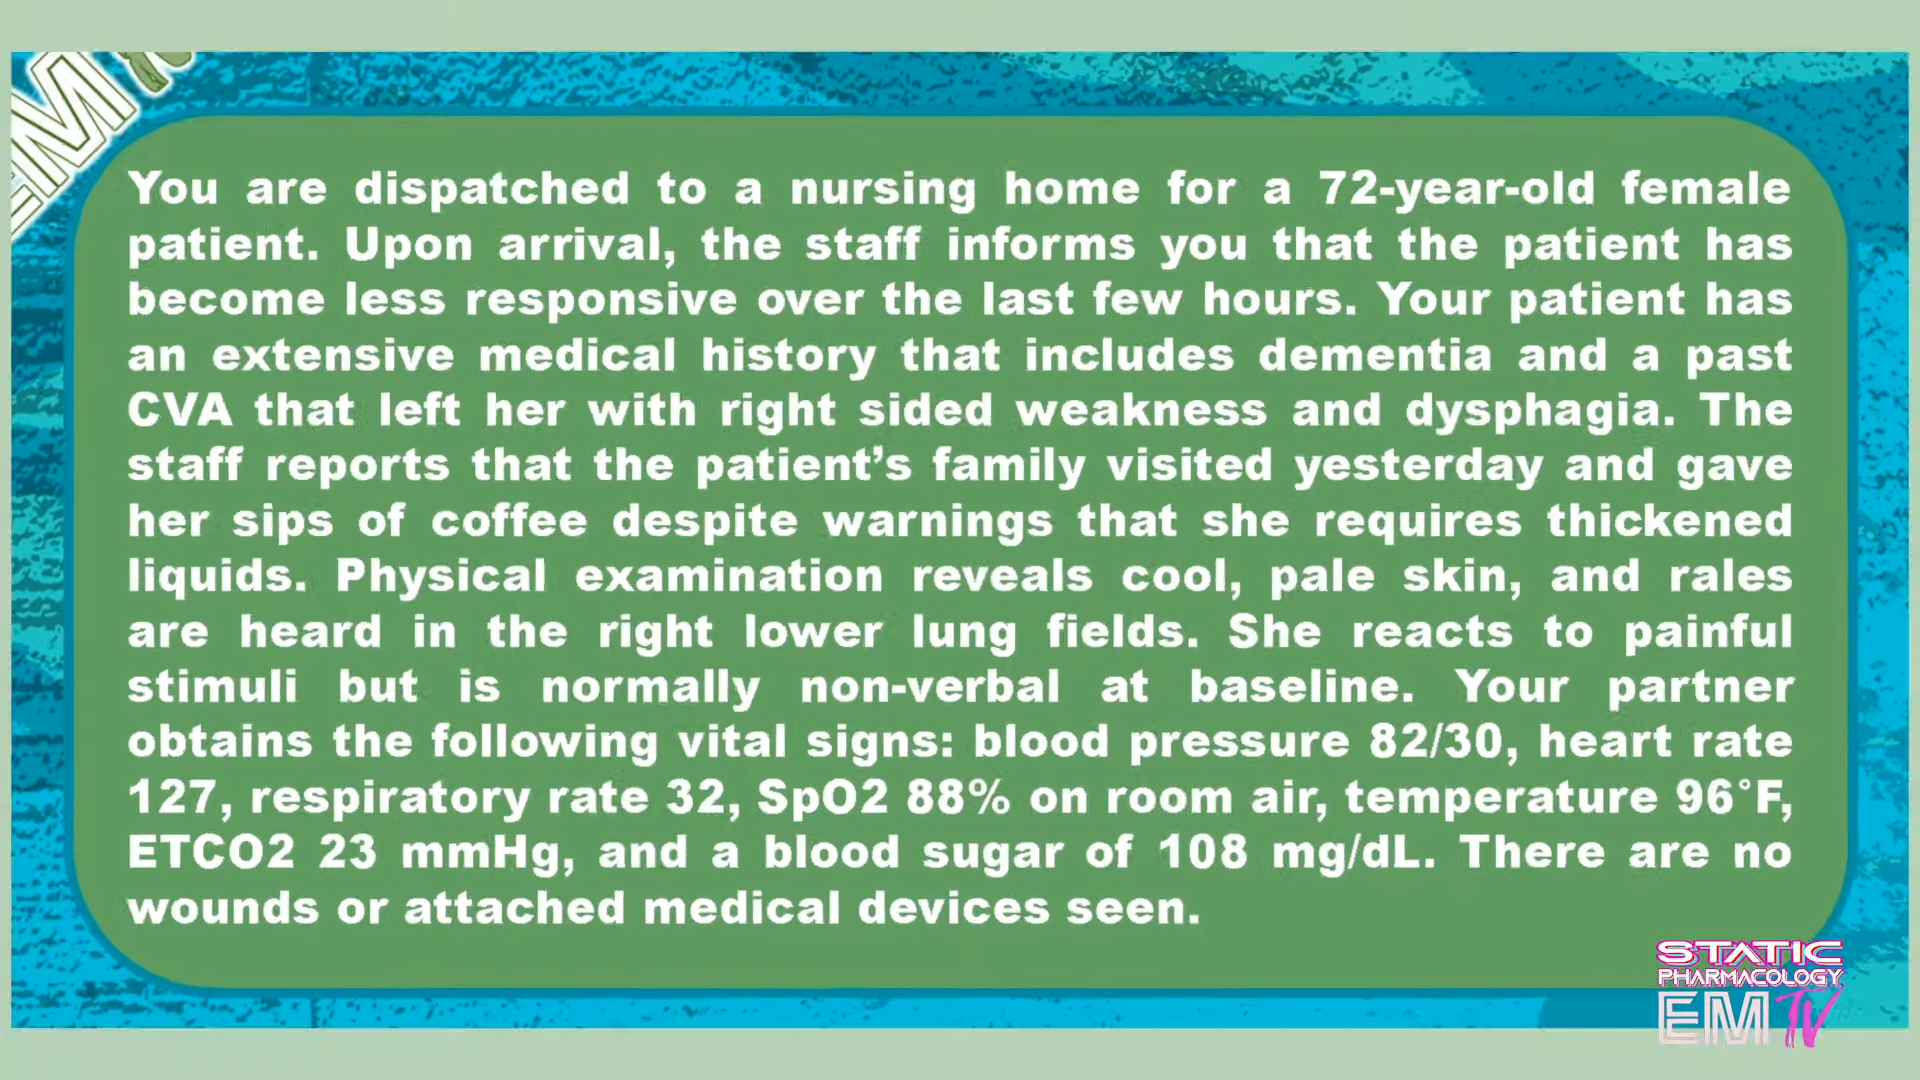 EMR
You are dispatched to a nursing home for a 72-year-old female
patient. Upon arrival, the staff informs you that the patient has
become less responsive over the last few hours. Your patient has
an extensive medical history that includes dementia and a past
CVA that left her with right sided weakness and dysphagia. The
staff reports that the patient’s family visited yesterday and gave
her sips of coffee despite warnings that she requires thickened
liquids. Physical examination reveals cool, pale skin, and rales
are heard in the right lower lung fields. She reacts to painful
stimuli but is normally non-verbal at baseline. Your partner
obtains the following vital signs: blood pressure 82/30, heart rate
127, respiratory rate 32, SpO2 88% on room air, temperature 96°F,
ETCO2 23 mmHg, and a blood sugar of 108 mg/dL. There are no
wounds or attached medical devices seen.
STATIC
PHARMACOLOGY
EM TV